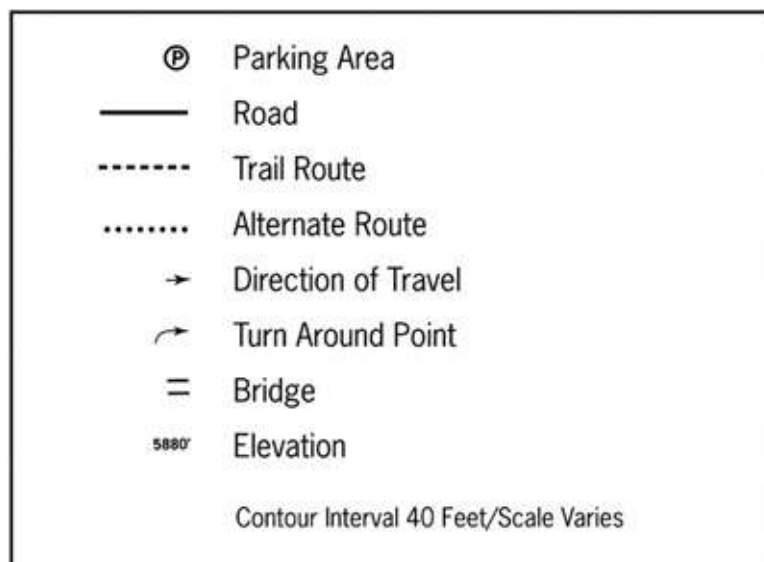 Ⓟ Parking Area
Road
Trail Route
Alternate Route
Direction of Travel
Turn Around Point
Bridge
5880' Elevation
Contour Interval 40 Feet/Scale Varies